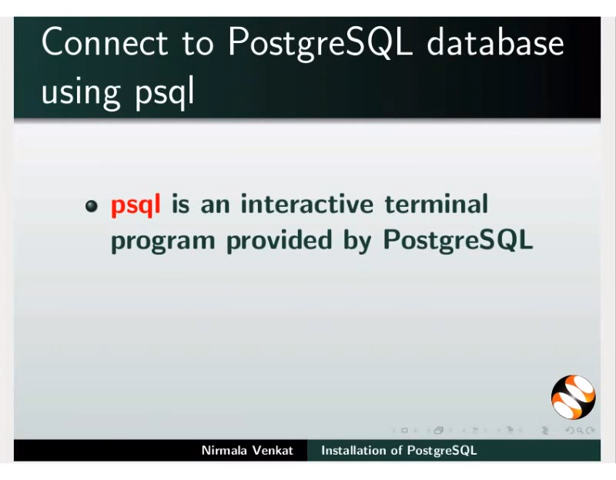 Connect to PostgreSQL database
using psql
psql is an interactive terminal
program provided by PostgreSQL
Nirmala Venkat Installation of PostgreSQL